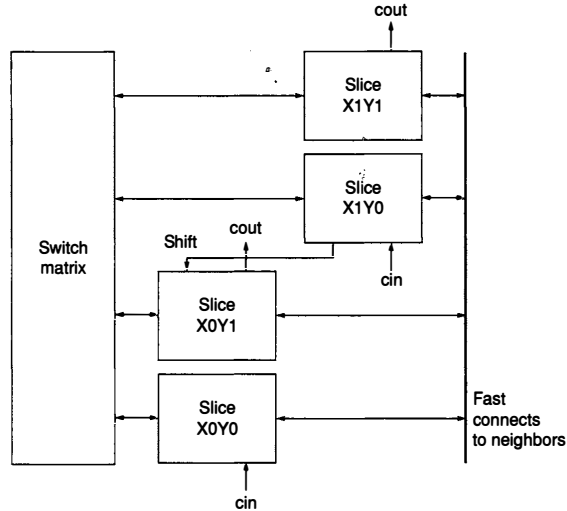 cout
Slice
X1Y1
Slice
X1Y0
Switch
matrix
Shift
cout
cin
Slice
X0Y1
Slice
X0Y0
Fast
connects
to neighbors
cin